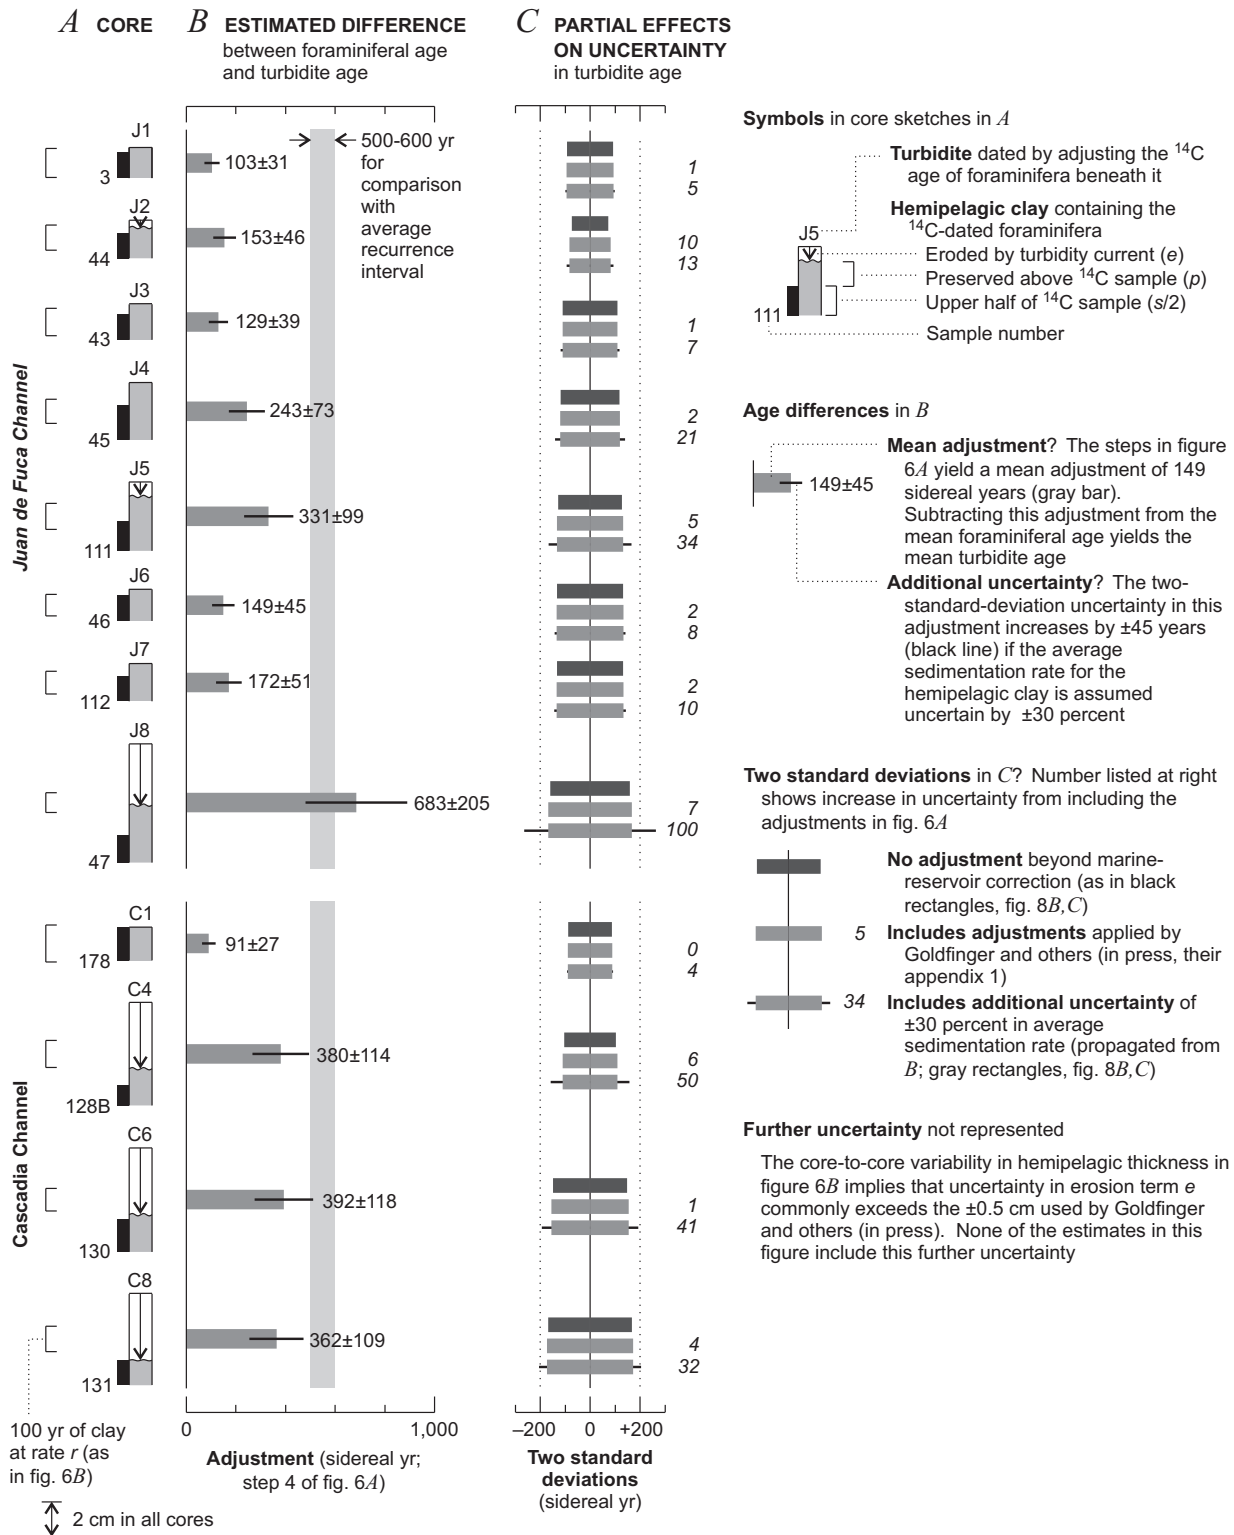 A CORE
B ESTIMATED DIFFERENCE
between foraminiferal age
and turbidite age
C PARTIAL EFFECTS
ON UNCERTAINTY
in turbidite age
500-600 yr
for
comparison
with
average
recurrence
interval
Juan de Fuca Channel
J1
3
103±31
1
5
J2
44
153±46
10
13
J3
43
129±39
1
7
J4
45
243±73
2
21
J5
111
331±99
5
34
J6
46
149±45
2
8
J7
112
172±51
2
10
J8
47
683±205
7
100
Cascadia Channel
C1
178
91±27
0
4
C4
128B
380±114
6
50
C6
130
392±118
1
41
C8
131
362±109
4
32
100 yr of clay
at rate r (as
in fig. 6B)
2 cm in all cores
0 1,000
Adjustment (sidereal yr;
step 4 of fig. 6A)
–200 0 +200
Two standard
deviations
(sidereal yr)
Symbols in core sketches in A
Turbidite dated by adjusting the 14C
age of foraminifera beneath it
Hemipelagic clay containing the
14C-dated foraminifera
J5
Eroded by turbidity current (e)
Preserved above 14C sample (p)
Upper half of 14C sample (s/2)
111
Sample number
Age differences in B
149±45
Mean adjustment? The steps in figure
6A yield a mean adjustment of 149
sidereal years (gray bar).
Subtracting this adjustment from the
mean foraminiferal age yields the
mean turbidite age
Additional uncertainty? The two-
standard-deviation uncertainty in this
adjustment increases by ±45 years
(black line) if the average
sedimentation rate for the
hemipelagic clay is assumed
uncertain by ±30 percent
Two standard deviations in C? Number listed at right
shows increase in uncertainty from including the
adjustments in fig. 6A
No adjustment beyond marine-
reservoir correction (as in black
rectangles, fig. 8B,C)
5 Includes adjustments applied by
Goldfinger and others (in press, their
appendix 1)
34 Includes additional uncertainty of
±30 percent in average
sedimentation rate (propagated from
B; gray rectangles, fig. 8B,C)
Further uncertainty not represented
The core-to-core variability in hemipelagic thickness in
figure 6B implies that uncertainty in erosion term e
commonly exceeds the ±0.5 cm used by Goldfinger
and others (in press). None of the estimates in this
figure include this further uncertainty